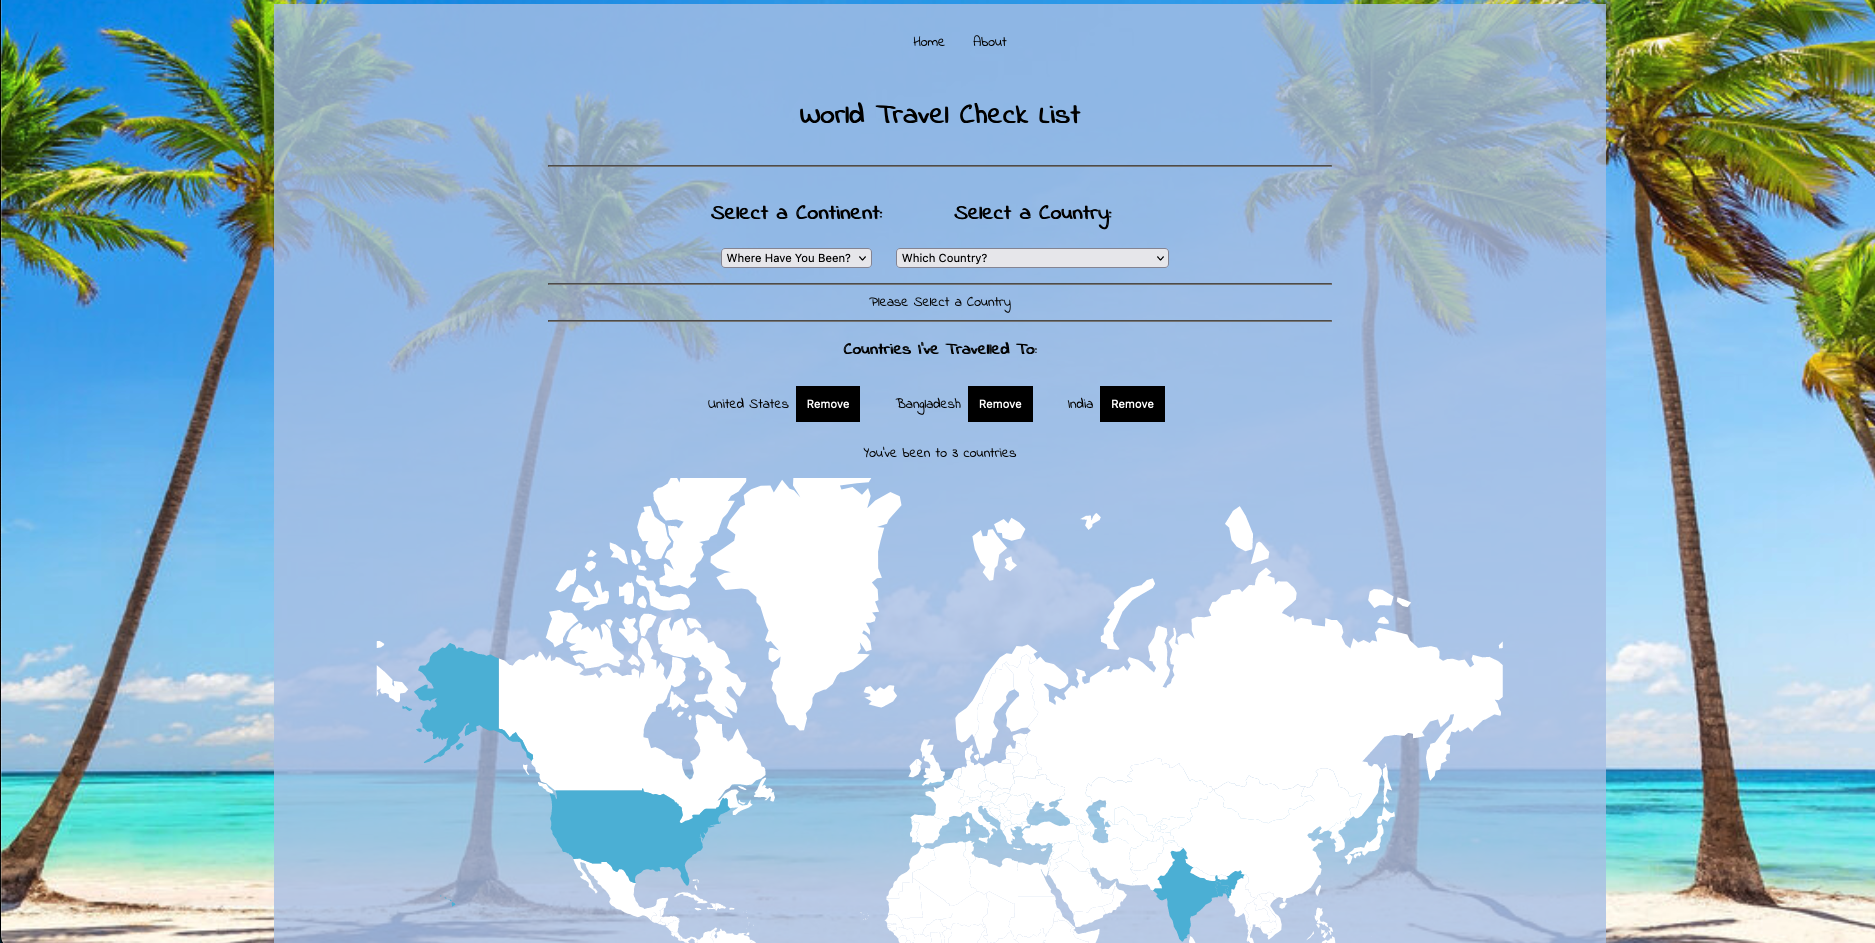 Home About
World Travel Check List
Select a Continent: Select a Country:
Where Have You Been? Which Country?
Please Select a Country
Countries I've Travelled To:
United States Remove Bangladesh Remove India Remove
You've been to 3 countries